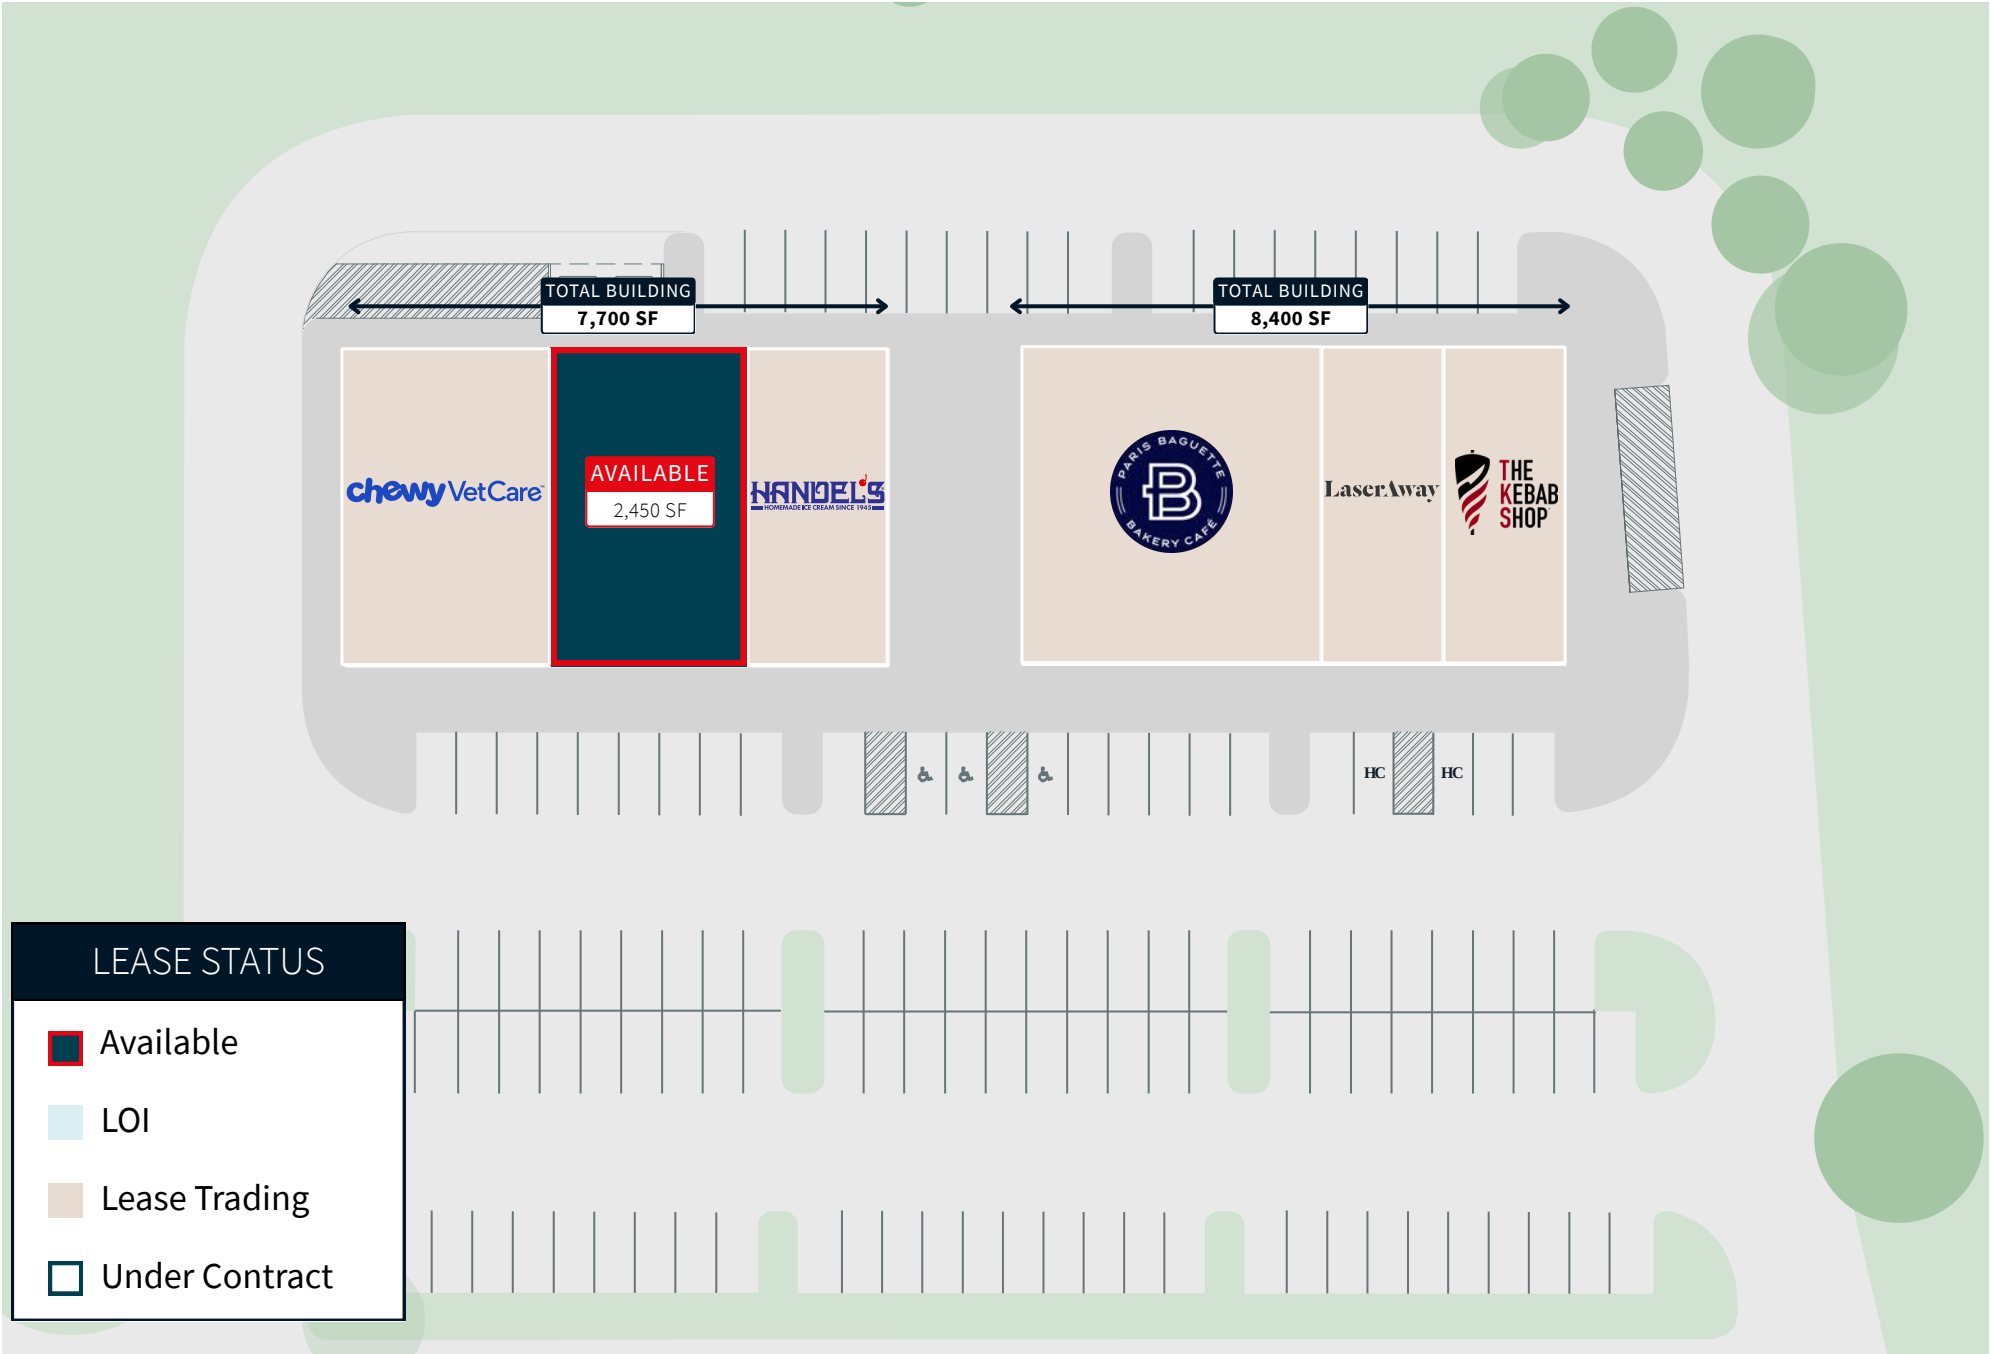 TOTAL BUILDING
7,700 SF
TOTAL BUILDING
8,400 SF
chewy VetCare™
AVAILABLE
2,450 SF
HANDEL'S
HOMEMADE ICE CREAM SINCE 1945
PARIS BAGUETTE
B
BAKERY CAFÉ
LaserAway
THE
KEBAB
SHOP
HC
HC
LEASE STATUS
Available
LOI
Lease Trading
Under Contract